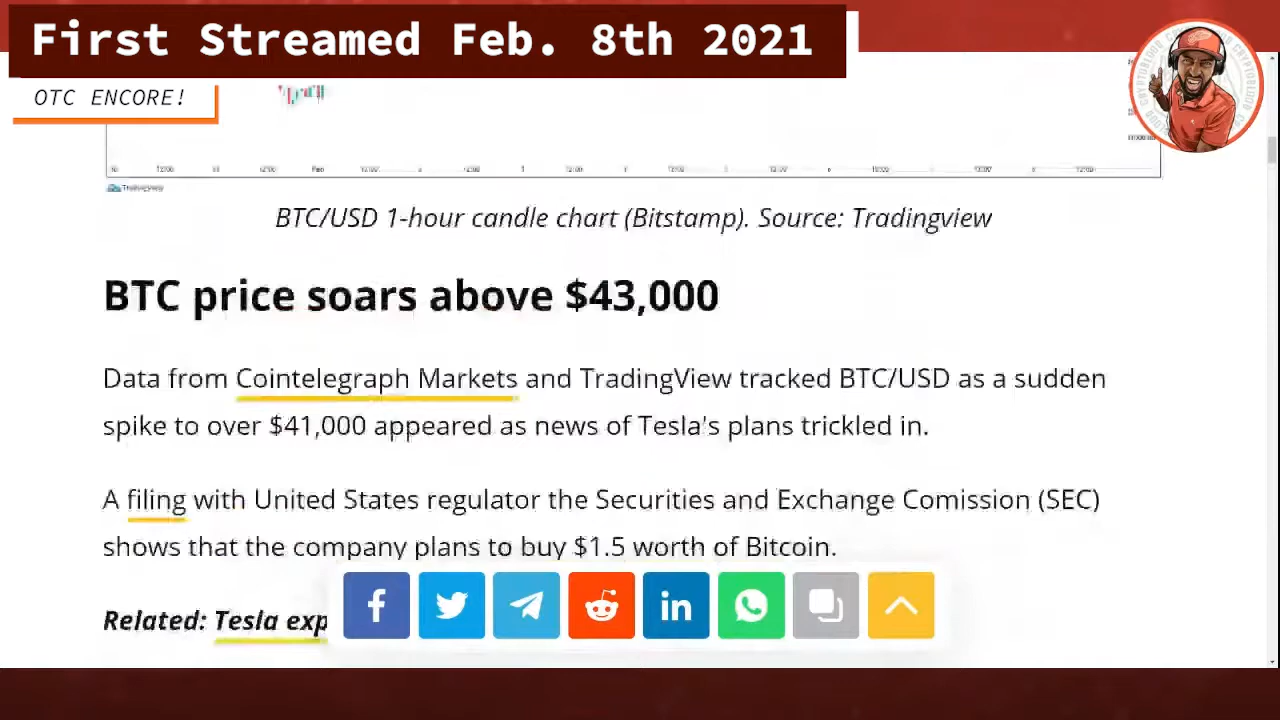 First Streamed Feb. 8th 2021
OTC ENCORE!
TradingView
BTC/USD 1-hour candle chart (Bitstamp). Source: Tradingview
BTC price soars above $43,000
Data from Cointelegraph Markets and TradingView tracked BTC/USD as a sudden
spike to over $41,000 appeared as news of Tesla's plans trickled in.
A filing with United States regulator the Securities and Exchange Comission (SEC)
shows that the company plans to buy $1.5 worth of Bitcoin.
Related: Tesla exp